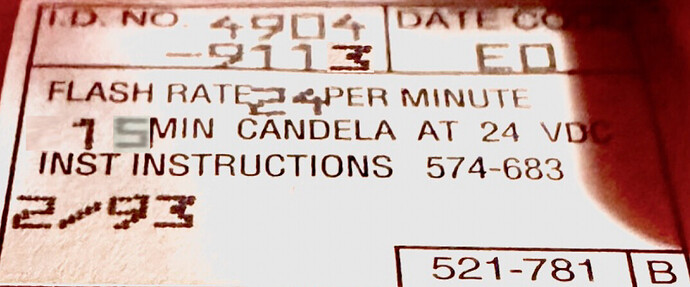 I.D. NO. 4904 DATE CODE
-9113 ED
FLASH RATE 24 PER MINUTE
15 MIN CANDELA AT 24 VDC
INST INSTRUCTIONS 574-683
2/93
521-781 B